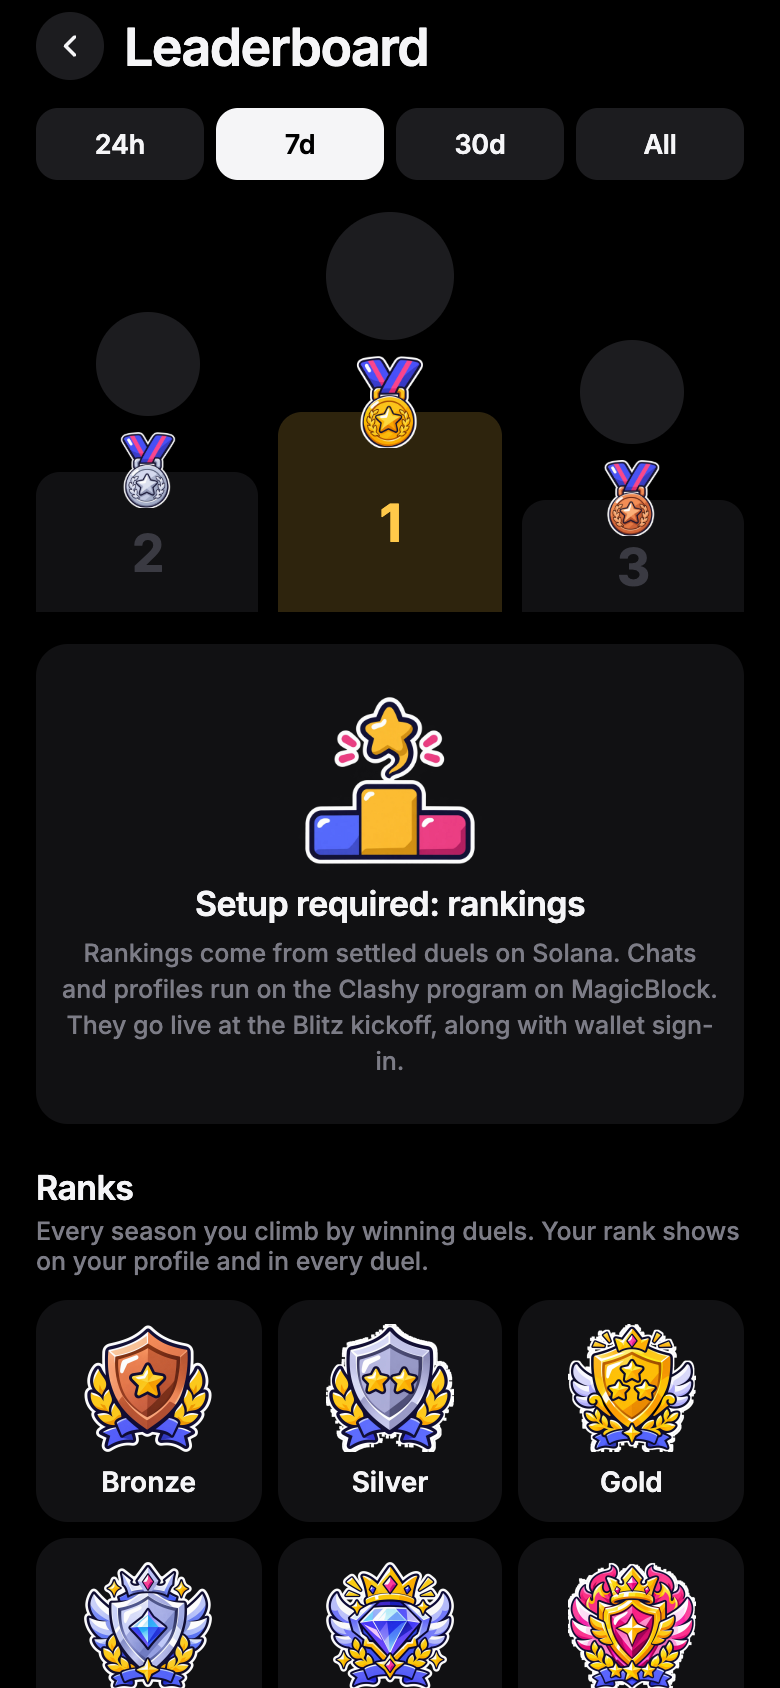 Leaderboard
24h
7d
30d
All
1
2
3
Setup required: rankings
Rankings come from settled duels on Solana. Chats
and profiles run on the Clashy program on MagicBlock.
They go live at the Blitz kickoff, along with wallet sign-
in.
Ranks
Every season you climb by winning duels. Your rank shows
on your profile and in every duel.
Bronze
Silver
Gold